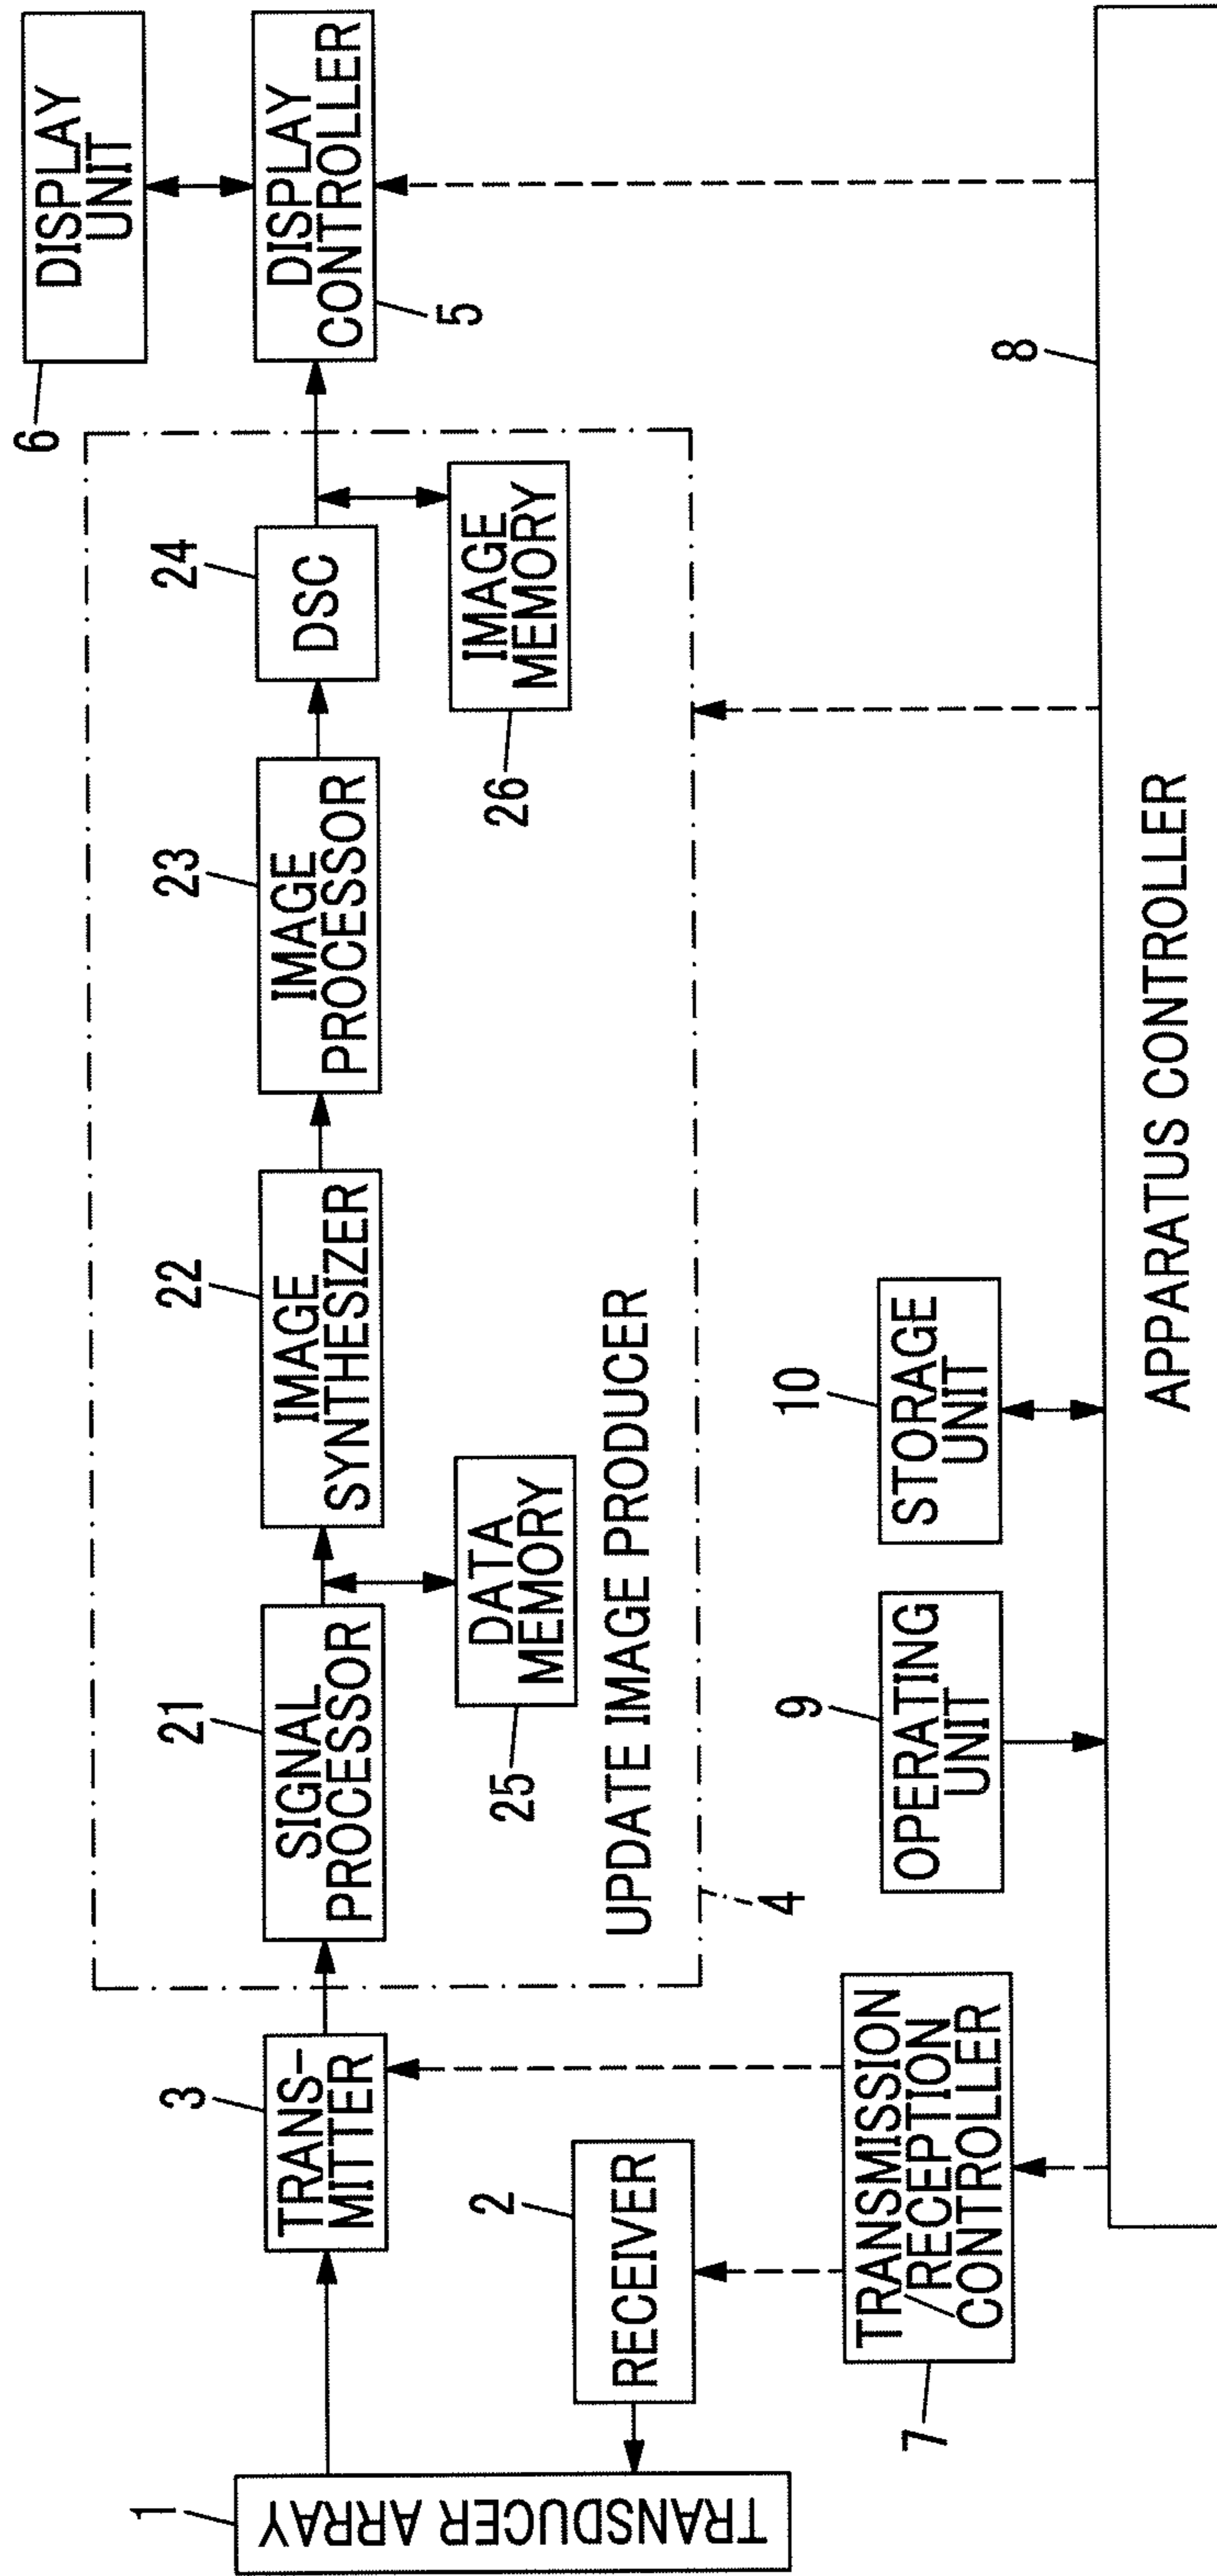 6
DISPLAY
UNIT
24
DSC
DISPLAY
CONTROLLER
5
23
IMAGE
PROCESSOR
IMAGE
MEMORY
26
22
IMAGE
SYNTHESIZER
21
SIGNAL
PROCESSOR
DATA
MEMORY
25
UPDATE IMAGE PRODUCER
4
3
TRANS-
MITTER
1
TRANSDUCER ARRAY
2
RECEIVER
7
TRANSMISSION
/RECEPTION
CONTROLLER
9
OPERATING
UNIT
10
STORAGE
UNIT
8
APPARATUS CONTROLLER